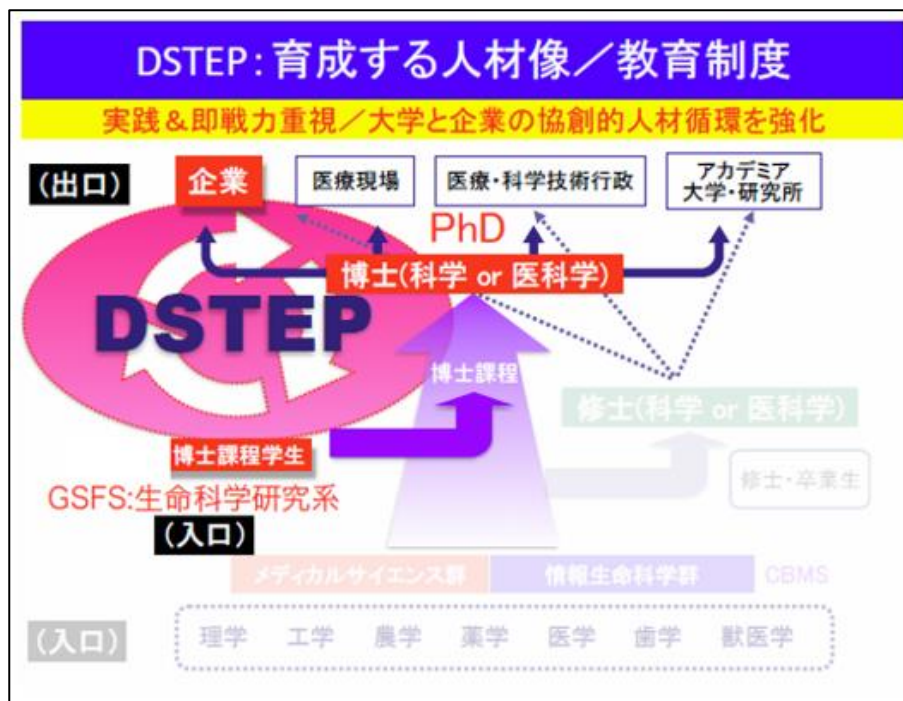 DSTEP：育成する人材像／教育制度
実践＆即戦力重視／大学と企業の協創的人材循環を強化
（出口）
企業
医療現場
医療・科学技術行政
アカデミア
大学・研究所
PhD
博士(科学 or 医科学)
DSTEP
博士課程
修士(科学 or 医科学)
博士課程学生
修士・卒業生
GSFS:生命科学研究系
（入口）
メディカルサイエンス群
情報生命科学群
CBMS
（入口）
理学 工学 農学 薬学 医学 歯学 獣医学